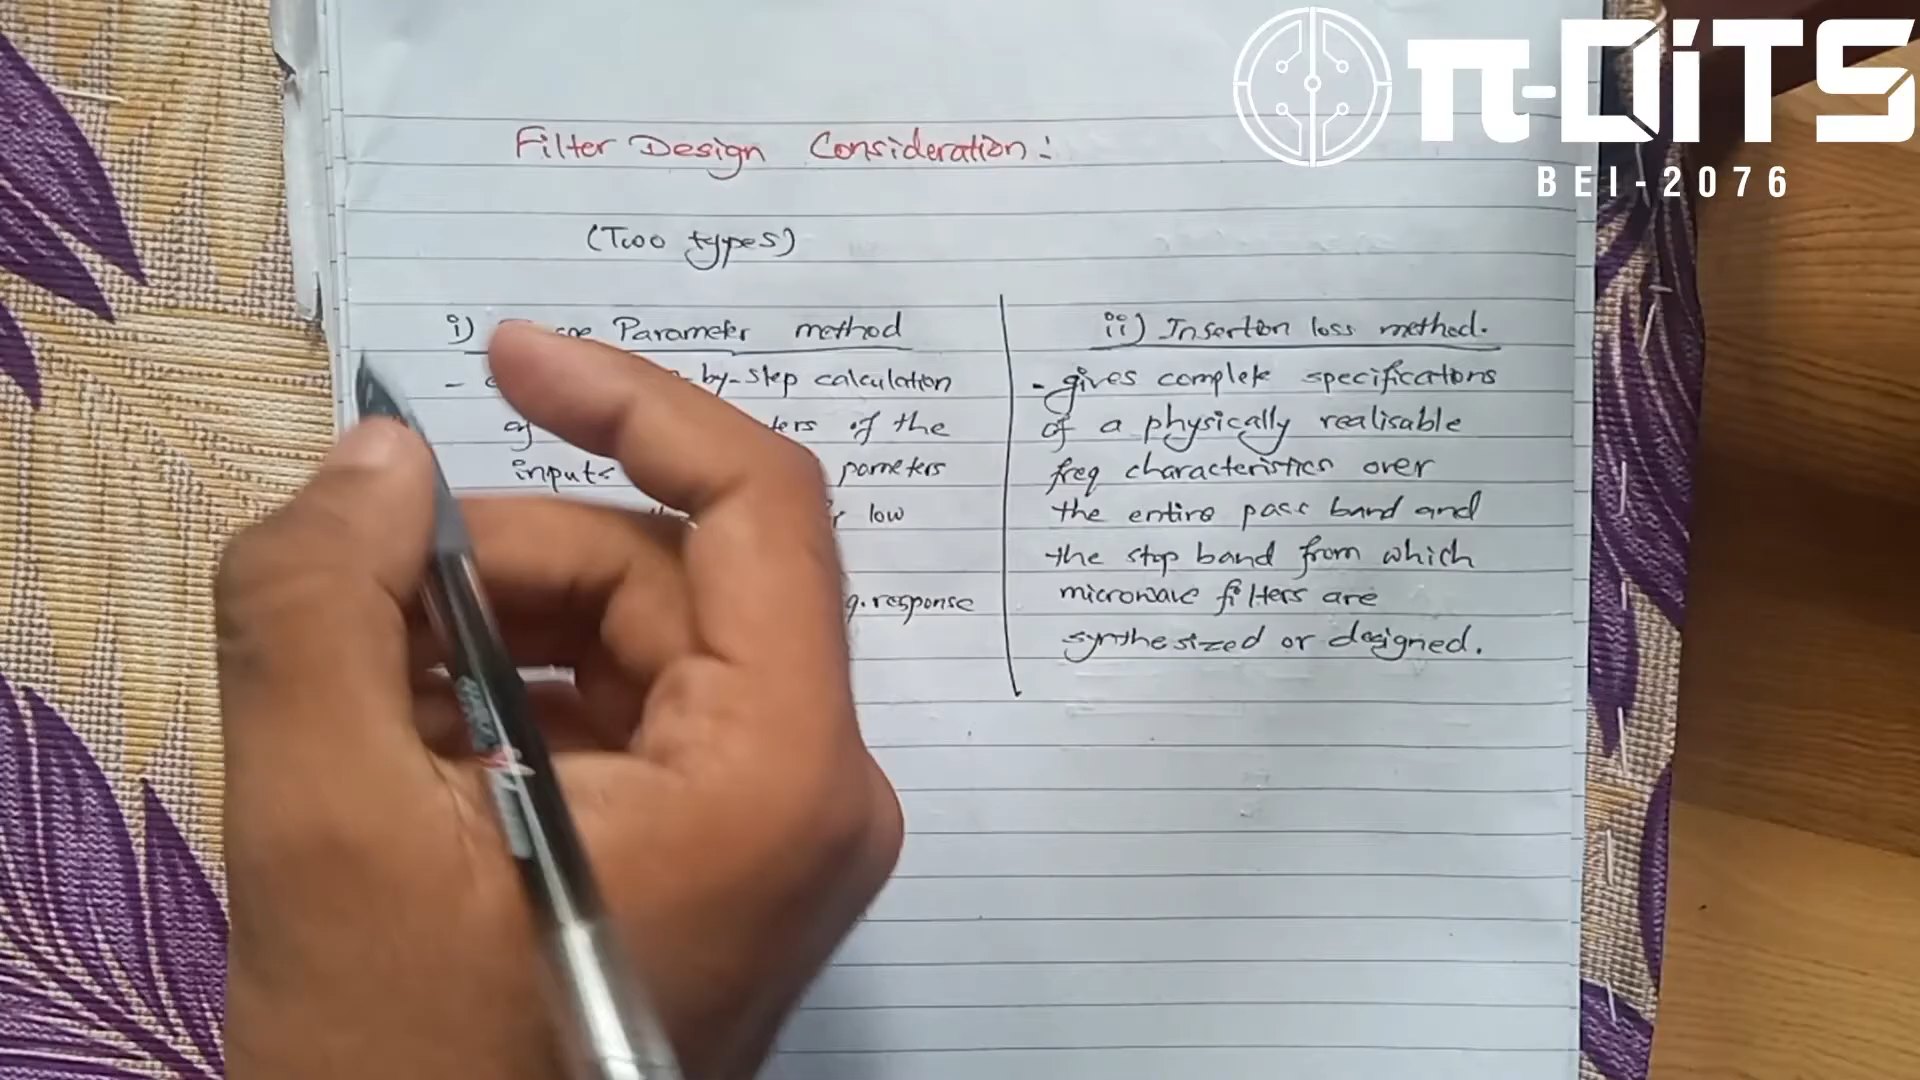 π-DiTS
BEI-2076
Filter Design Consideration:
(Two types)
i) Parameter method
- by-step calculation
of of the
inputs pameters
low
response
ii) Insertion loss method.
- gives complete specifications
of a physically realisable
freq characteristics over
the entire pass band and
the stop band from which
microwave filters are
synthesized or designed.